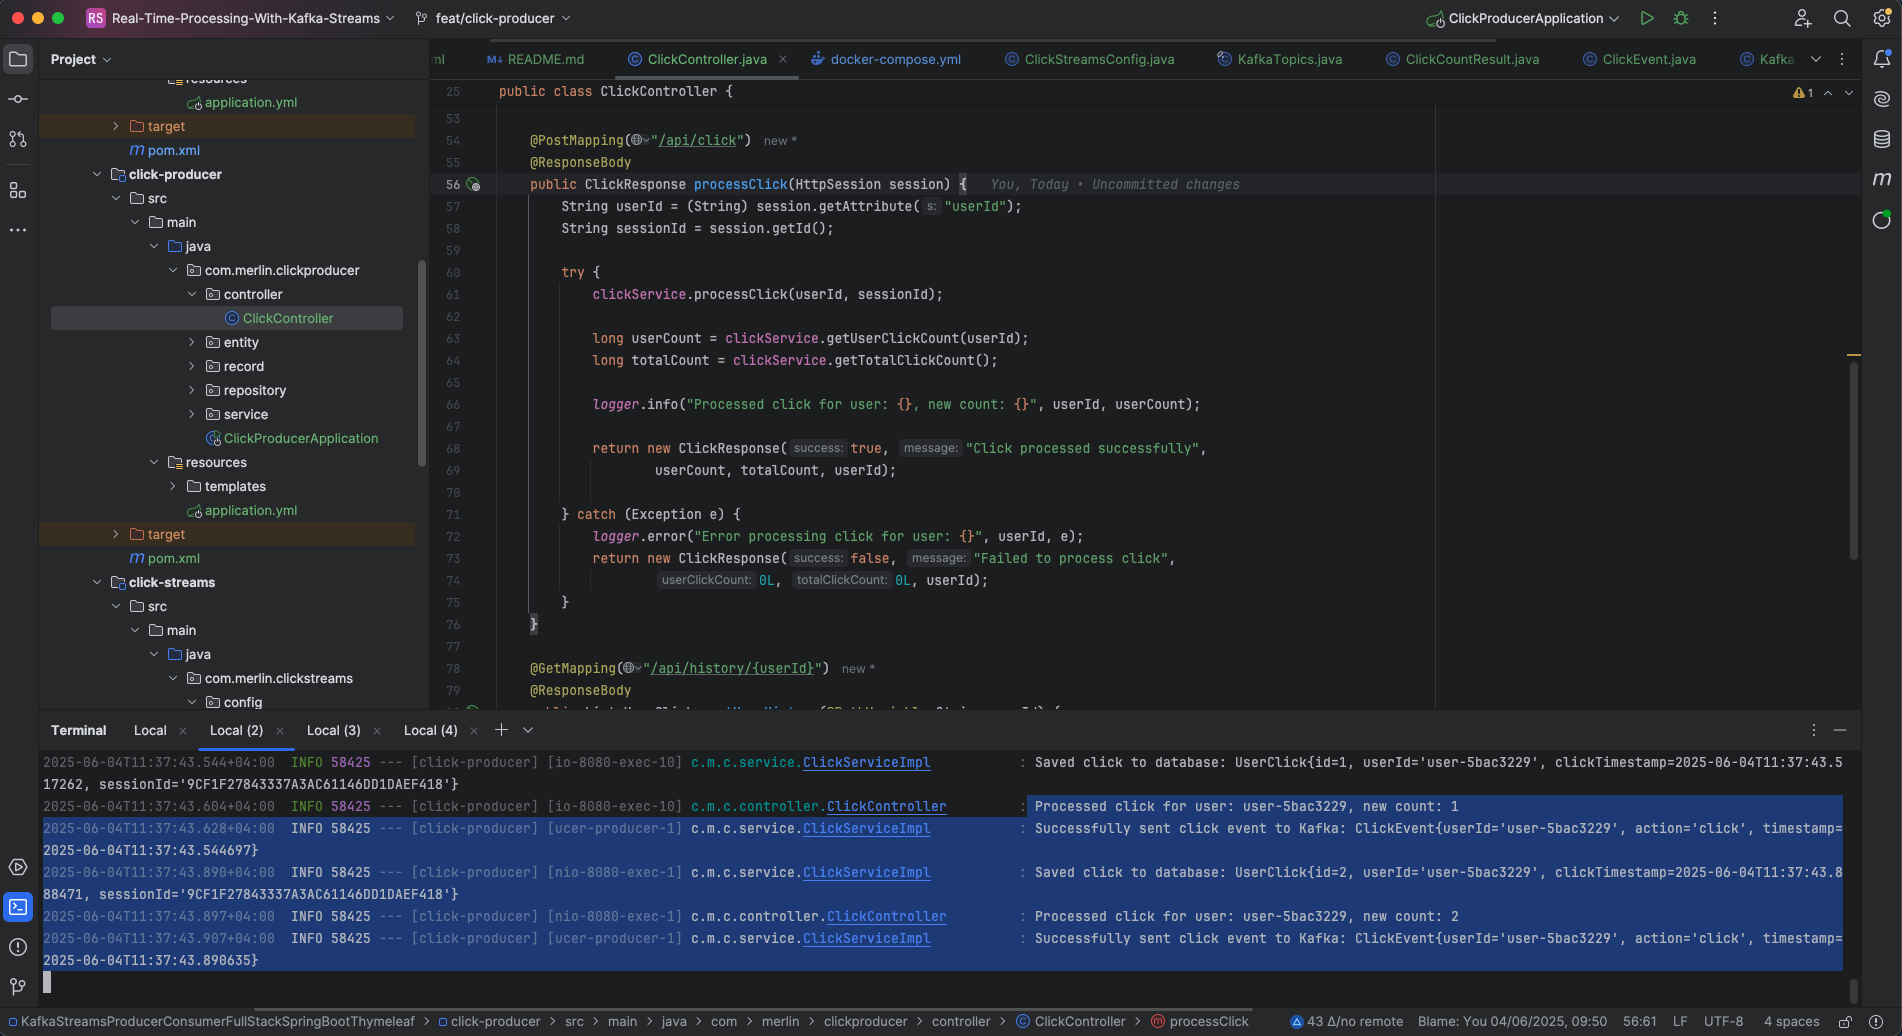 RS Real-Time-Processing-With-Kafka-Streams feat/click-producer ClickProducerApplication
Project
ml README.md ClickController.java docker-compose.yml ClickStreamsConfig.java KafkaTopics.java ClickCountResult.java ClickEvent.java Kafka
resources
application.yml
target
pom.xml
click-producer
src
main
java
com.merlin.clickproducer
controller
ClickController
entity
record
repository
service
ClickProducerApplication
resources
templates
application.yml
target
pom.xml
click-streams
src
main
java
com.merlin.clickstreams
config
25 public class ClickController {
1
53
54 @PostMapping("/api/click") new *
55 @ResponseBody
56 public ClickResponse processClick(HttpSession session) { You, Today • Uncommitted changes
57 String userId = (String) session.getAttribute( s: "userId");
58 String sessionId = session.getId();
59
60 try {
61 clickService.processClick(userId, sessionId);
62
63 long userCount = clickService.getUserClickCount(userId);
64 long totalCount = clickService.getTotalClickCount();
65
66 logger.info("Processed click for user: {}, new count: {}", userId, userCount);
67
68 return new ClickResponse( success: true, message: "Click processed successfully",
69 userCount, totalCount, userId);
70
71 } catch (Exception e) {
72 logger.error("Error processing click for user: {}", userId, e);
73 return new ClickResponse( success: false, message: "Failed to process click",
74 userClickCount: 0L, totalClickCount: 0L, userId);
75 }
76 }
77
78 @GetMapping("/api/history/{userId}") new *
79 @ResponseBody
Terminal Local Local (2) Local (3) Local (4)
2025-06-04T11:37:43.544+04:00 INFO 58425 --- [click-producer] [io-8080-exec-10] c.m.c.service.ClickServiceImpl : Saved click to database: UserClick{id=1, userId='user-5bac3229', clickTimestamp=2025-06-04T11:37:43.5
17262, sessionId='9CF1F27843337A3AC61146DD1DAEF418'}
2025-06-04T11:37:43.604+04:00 INFO 58425 --- [click-producer] [io-8080-exec-10] c.m.c.controller.ClickController : Processed click for user: user-5bac3229, new count: 1
2025-06-04T11:37:43.628+04:00 INFO 58425 --- [click-producer] [ucer-producer-1] c.m.c.service.ClickServiceImpl : Successfully sent click event to Kafka: ClickEvent{userId='user-5bac3229', action='click', timestamp=
2025-06-04T11:37:43.544697}
2025-06-04T11:37:43.890+04:00 INFO 58425 --- [click-producer] [nio-8080-exec-1] c.m.c.service.ClickServiceImpl : Saved click to database: UserClick{id=2, userId='user-5bac3229', clickTimestamp=2025-06-04T11:37:43.8
88471, sessionId='9CF1F27843337A3AC61146DD1DAEF418'}
2025-06-04T11:37:43.897+04:00 INFO 58425 --- [click-producer] [nio-8080-exec-1] c.m.c.controller.ClickController : Processed click for user: user-5bac3229, new count: 2
2025-06-04T11:37:43.907+04:00 INFO 58425 --- [click-producer] [ucer-producer-1] c.m.c.service.ClickServiceImpl : Successfully sent click event to Kafka: ClickEvent{userId='user-5bac3229', action='click', timestamp=
2025-06-04T11:37:43.890635}
KafkaStreamsProducerConsumerFullStackSpringBootThymeleaf > click-producer > src > main > java > com > merlin > clickproducer > controller > ClickController > processClick 43 Δ/no remote Blame: You 04/06/2025, 09:50 56:61 LF UTF-8 4 spaces